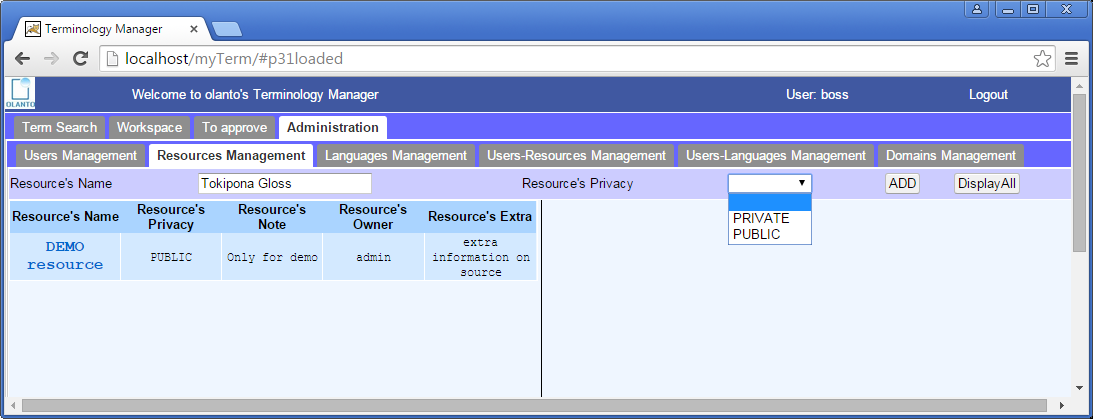 Terminology Manager
localhost/myTerm/#p31loaded
OLANTO
Welcome to olanto's Terminology Manager User: boss Logout
Term Search Workspace To approve Administration
Users Management Resources Management Languages Management Users-Resources Management Users-Languages Management Domains Management
Resource's Name Tokipona Gloss Resource's Privacy ADD DisplayAll
PRIVATE
PUBLIC
Resource's Name Resource's Privacy Resource's Note Resource's Owner Resource's Extra
DEMO resource PUBLIC Only for demo admin extra information on source